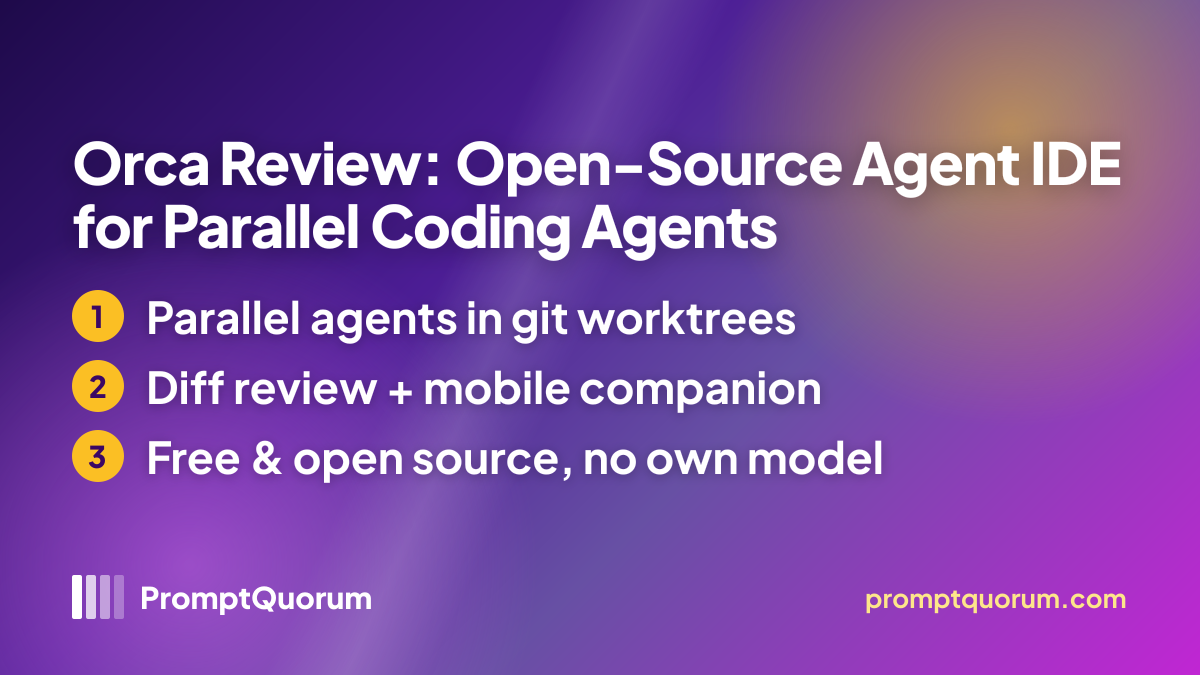 Orca Review: Open-Source Agent IDE
for Parallel Coding Agents
1 Parallel agents in git worktrees
2 Diff review + mobile companion
3 Free & open source, no own model
PromptQuorum
promptquorum.com